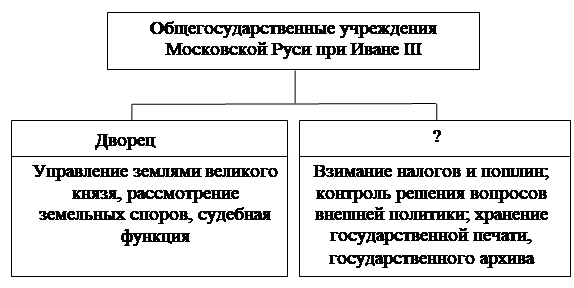 Общегосударственные учреждения
Московской Руси при Иване III
Дворец
Управление землями великого
князя, рассмотрение
земельных споров, судебная
функция
?
Взимание налогов и пошлин;
контроль решения вопросов
внешней политики; хранение
государственной печати,
государственного архива